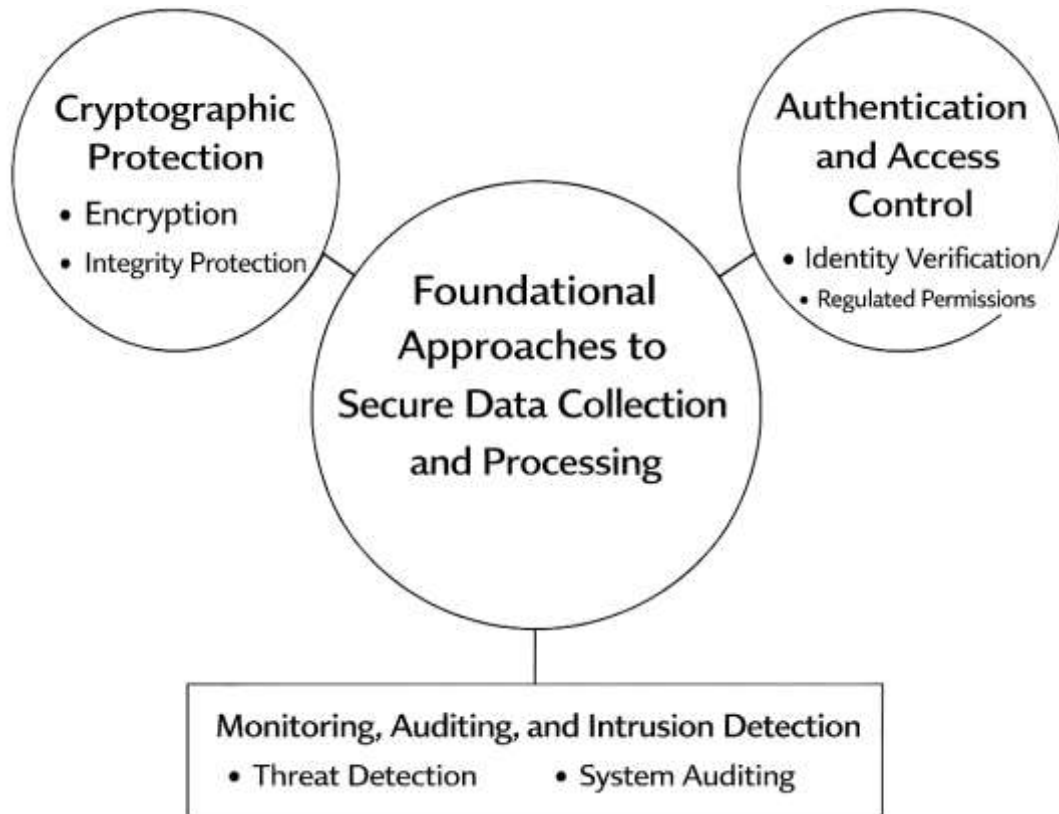 Cryptographic
Protection
• Encryption
• Integrity Protection
Authentication
and Access
Control
• Identity Verification
• Regulated Permissions
Foundational
Approaches to
Secure Data Collection
and Processing
Monitoring, Auditing, and Intrusion Detection
• Threat Detection • System Auditing